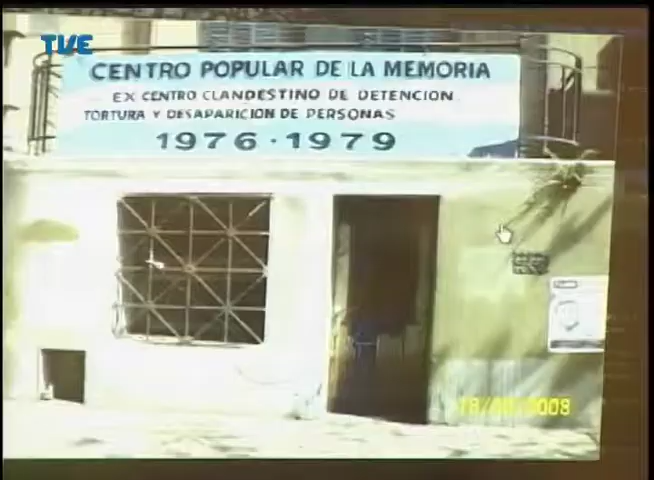 TVE
CENTRO POPULAR DE LA MEMORIA
EX CENTRO CLANDESTINO DE DETENCION
TORTURA Y DESAPARICION DE PERSONAS
1976 · 1979